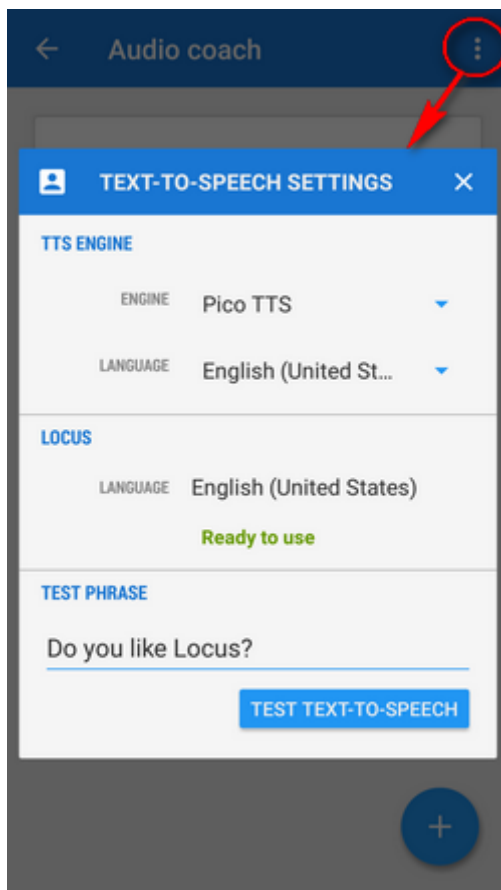 Audio coach
TEXT-TO-SPEECH SETTINGS
TTS ENGINE
ENGINE Pico TTS
LANGUAGE English (United St...
LOCUS
LANGUAGE English (United States)
Ready to use
TEST PHRASE
Do you like Locus?
TEST TEXT-TO-SPEECH